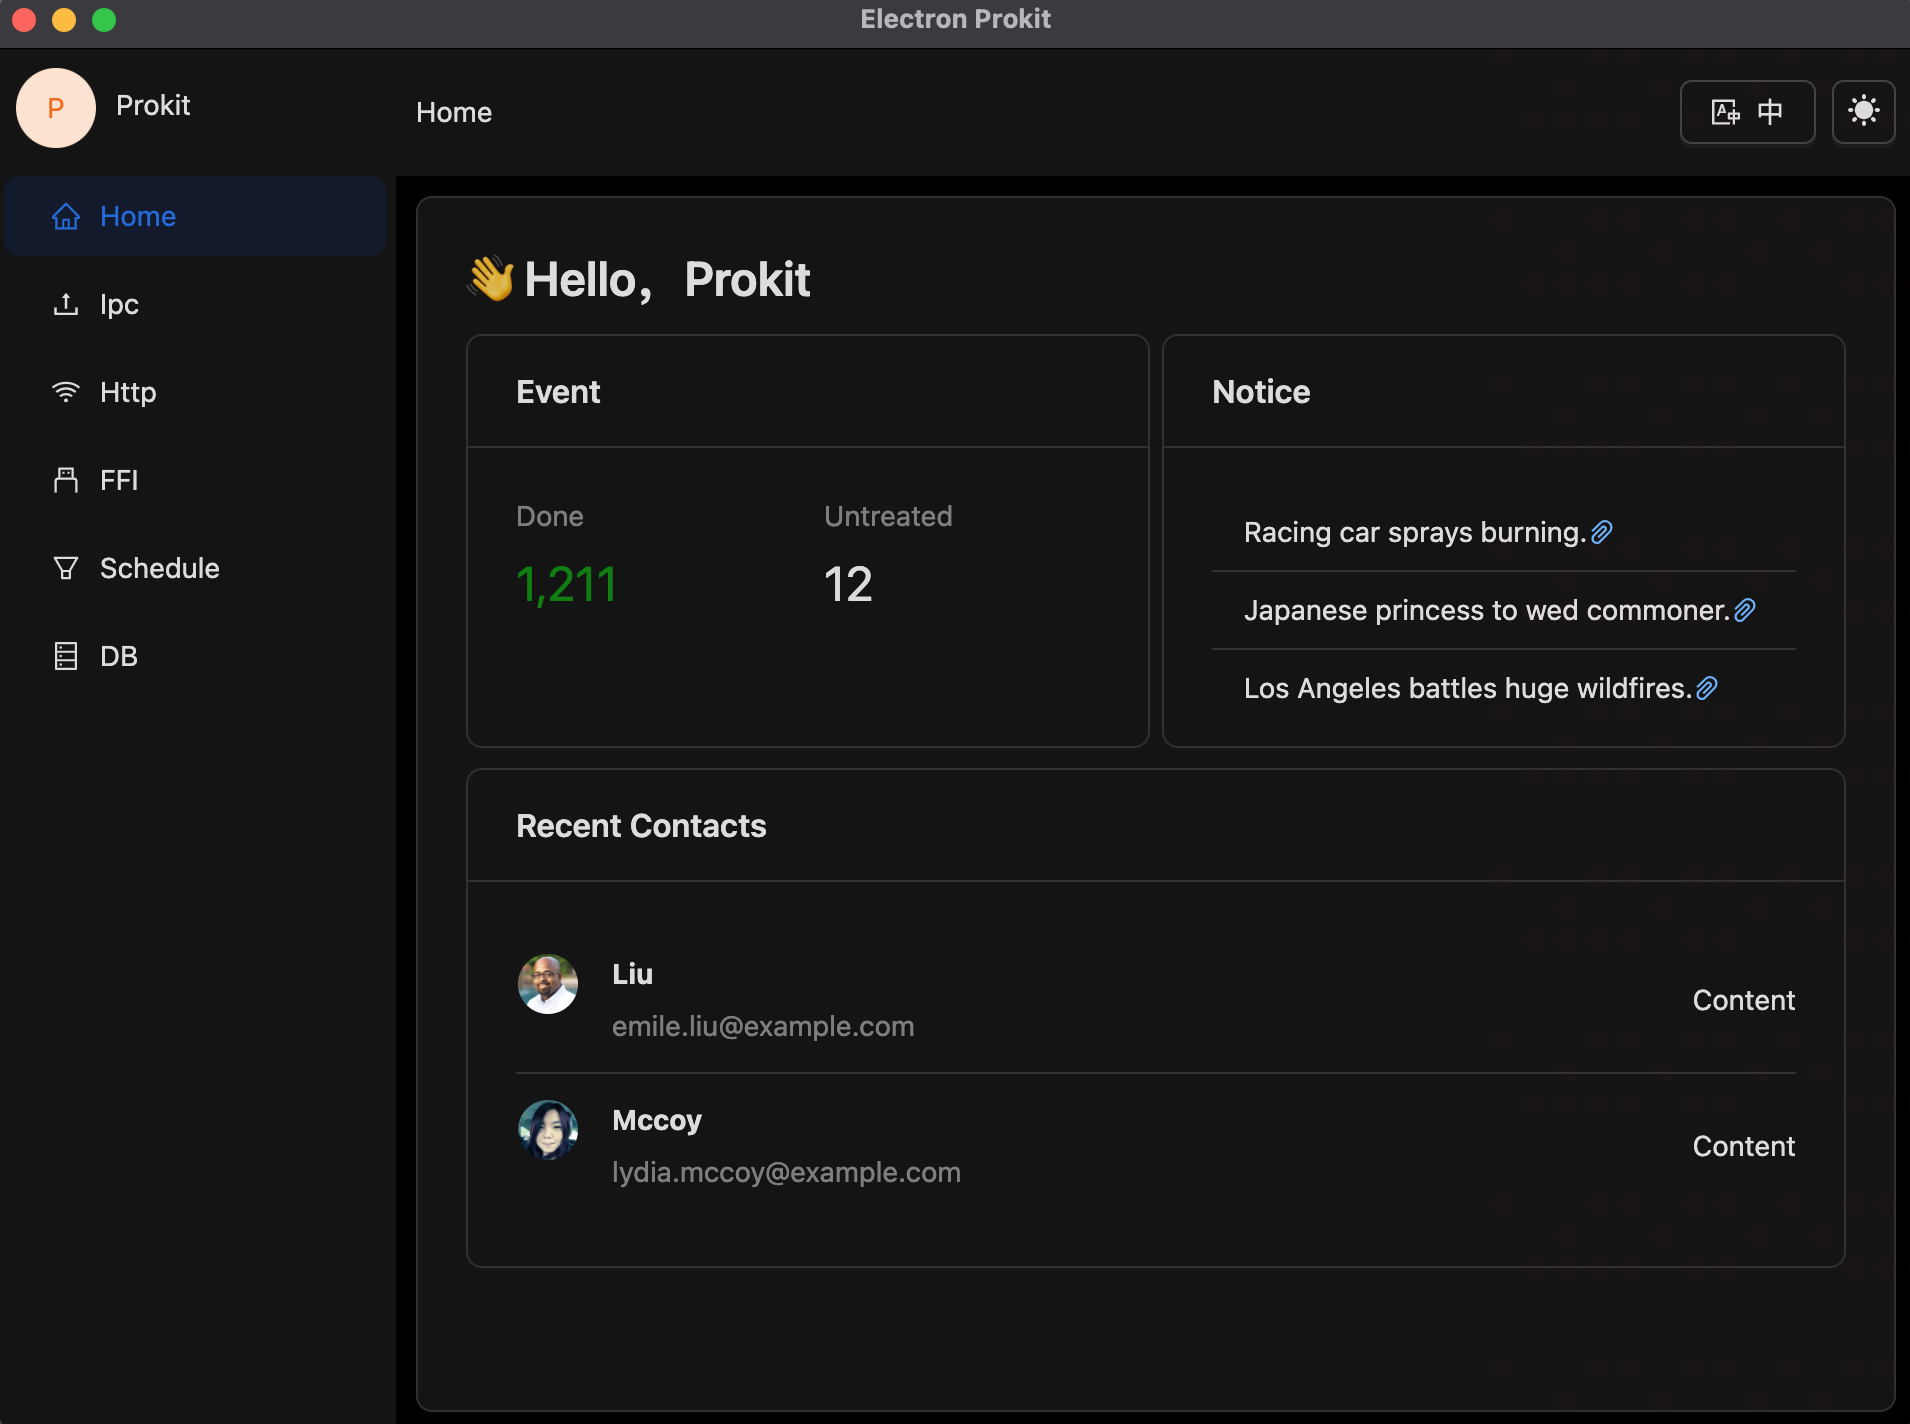 Electron Prokit
P
Prokit
Home
中
Home
Ipc
Http
FFI
Schedule
DB
👋 Hello，Prokit
Event
Done
Untreated
1,211
12
Notice
Racing car sprays burning.
Japanese princess to wed commoner.
Los Angeles battles huge wildfires.
Recent Contacts
Liu
emile.liu@example.com
Content
Mccoy
lydia.mccoy@example.com
Content